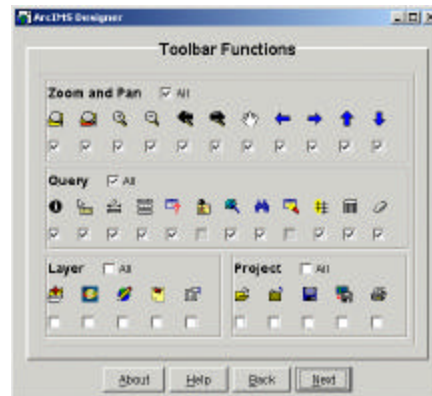 ArcIMS Designer
Toolbar Functions
Zoom and Pan All
Query All
Layer All Project All
About Help Back Next